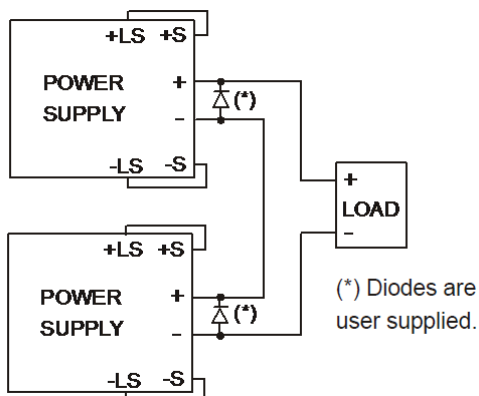 +LS +S
POWER
SUPPLY
+
(*)
−
-LS -S
+
LOAD
−
+LS +S
POWER
SUPPLY
+
(*)
−
-LS -S
(*) Diodes are
user supplied.